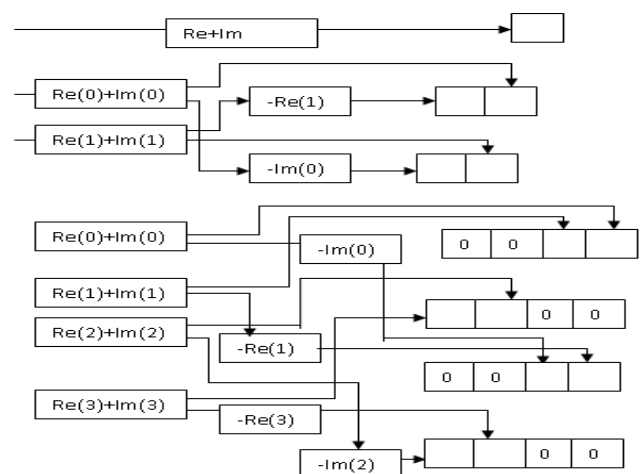 Re+Im
Re(0)+Im(0)
-Re(1)
Re(1)+Im(1)
-Im(0)
Re(0)+Im(0)
0 0
-Im(0)
Re(1)+Im(1)
0 0
Re(2)+Im(2)
-Re(1)
0 0
Re(3)+Im(3)
-Re(3)
0 0
-Im(2)